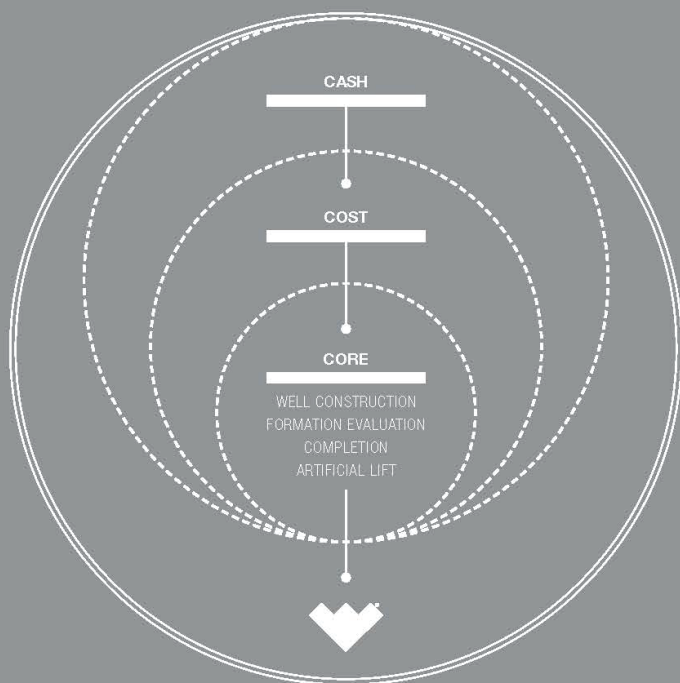 CASH
COST
CORE
WELL CONSTRUCTION
FORMATION EVALUATION
COMPLETION
ARTIFICIAL LIFT